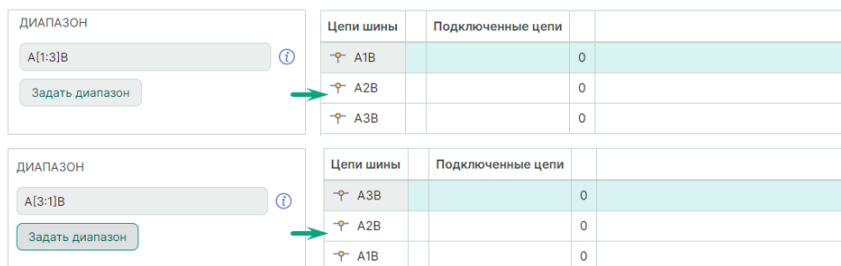 ДИАПАЗОН
A[1:3]B
Задать диапазон
Цепи шины Подключенные цепи
A1B 0
A2B 0
A3B 0
ДИАПАЗОН
A[3:1]B
Задать диапазон
Цепи шины Подключенные цепи
A3B 0
A2B 0
A1B 0